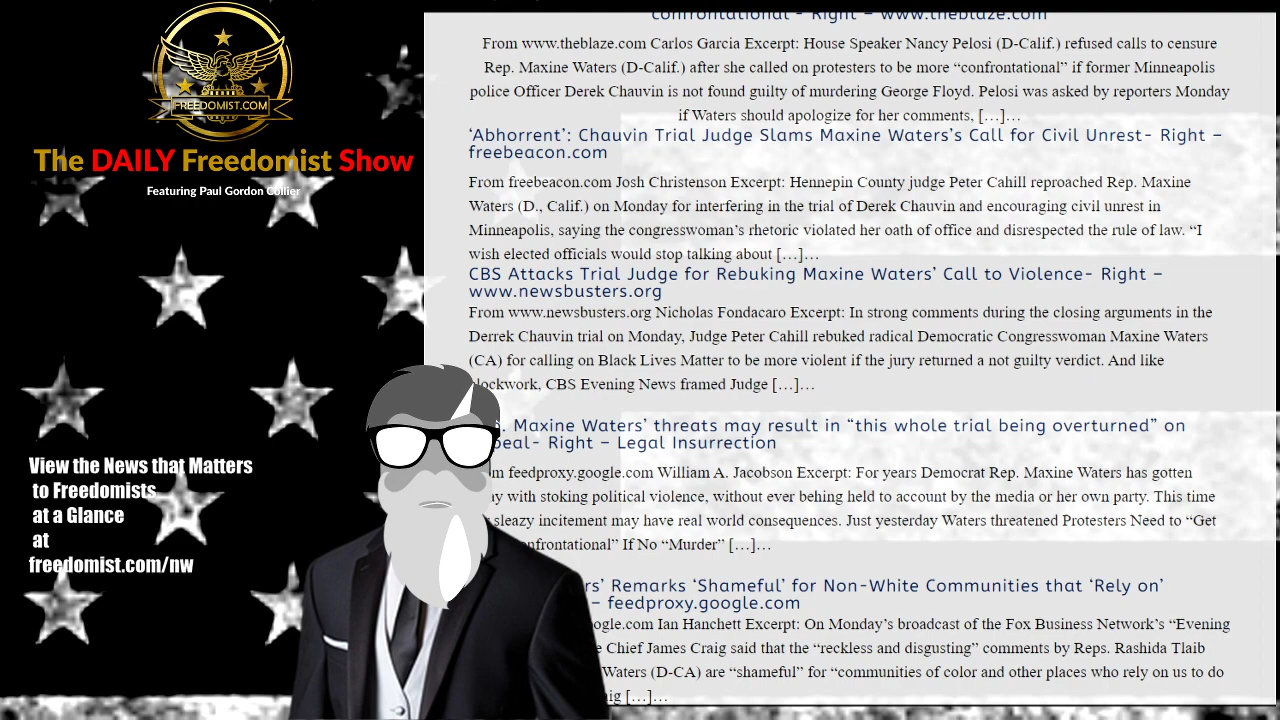 FREEDOMIST.COM
The DAILY Freedomist Show
Featuring Paul Gordon Collier
View the News that Matters
to Freedomists
at a Glance
at
freedomist.com/nw
confrontational - Right – www.theblaze.com
From www.theblaze.com Carlos Garcia Excerpt: House Speaker Nancy Pelosi (D-Calif.) refused calls to censure
Rep. Maxine Waters (D-Calif.) after she called on protesters to be more “confrontational” if former Minneapolis
police Officer Derek Chauvin is not found guilty of murdering George Floyd. Pelosi was asked by reporters Monday
if Waters should apologize for her comments, […]…
‘Abhorrent’: Chauvin Trial Judge Slams Maxine Waters’s Call for Civil Unrest- Right –
freebeacon.com
From freebeacon.com Josh Christenson Excerpt: Hennepin County judge Peter Cahill reproached Rep. Maxine
Waters (D., Calif.) on Monday for interfering in the trial of Derek Chauvin and encouraging civil unrest in
Minneapolis, saying the congresswoman’s rhetoric violated her oath of office and disrespected the rule of law. “I
wish elected officials would stop talking about […]…
CBS Attacks Trial Judge for Rebuking Maxine Waters’ Call to Violence- Right –
www.newsbusters.org
From www.newsbusters.org Nicholas Fondacaro Excerpt: In strong comments during the closing arguments in the
Derrek Chauvin trial on Monday, Judge Peter Cahill rebuked radical Democratic Congresswoman Maxine Waters
(CA) for calling on Black Lives Matter to be more violent if the jury returned a not guilty verdict. And like
clockwork, CBS Evening News framed Judge […]…
Maxine Waters’ threats may result in “this whole trial being overturned” on
Right – Legal Insurrection
feedproxy.google.com William A. Jacobson Excerpt: For years Democrat Rep. Maxine Waters has gotten
with stoking political violence, without ever behing held to account by the media or her own party. This time
sleazy incitement may have real world consequences. Just yesterday Waters threatened Protesters Need to “Get
If No “Murder” […]…
Remarks ‘Shameful’ for Non-White Communities that ‘Rely on’
– feedproxy.google.com
Ian Hanchett Excerpt: On Monday’s broadcast of the Fox Business Network’s “Evening
Chief James Craig said that the “reckless and disgusting” comments by Reps. Rashida Tlaib
Waters (D-CA) are “shameful” for “communities of color and other places who rely on us to do
[…]…